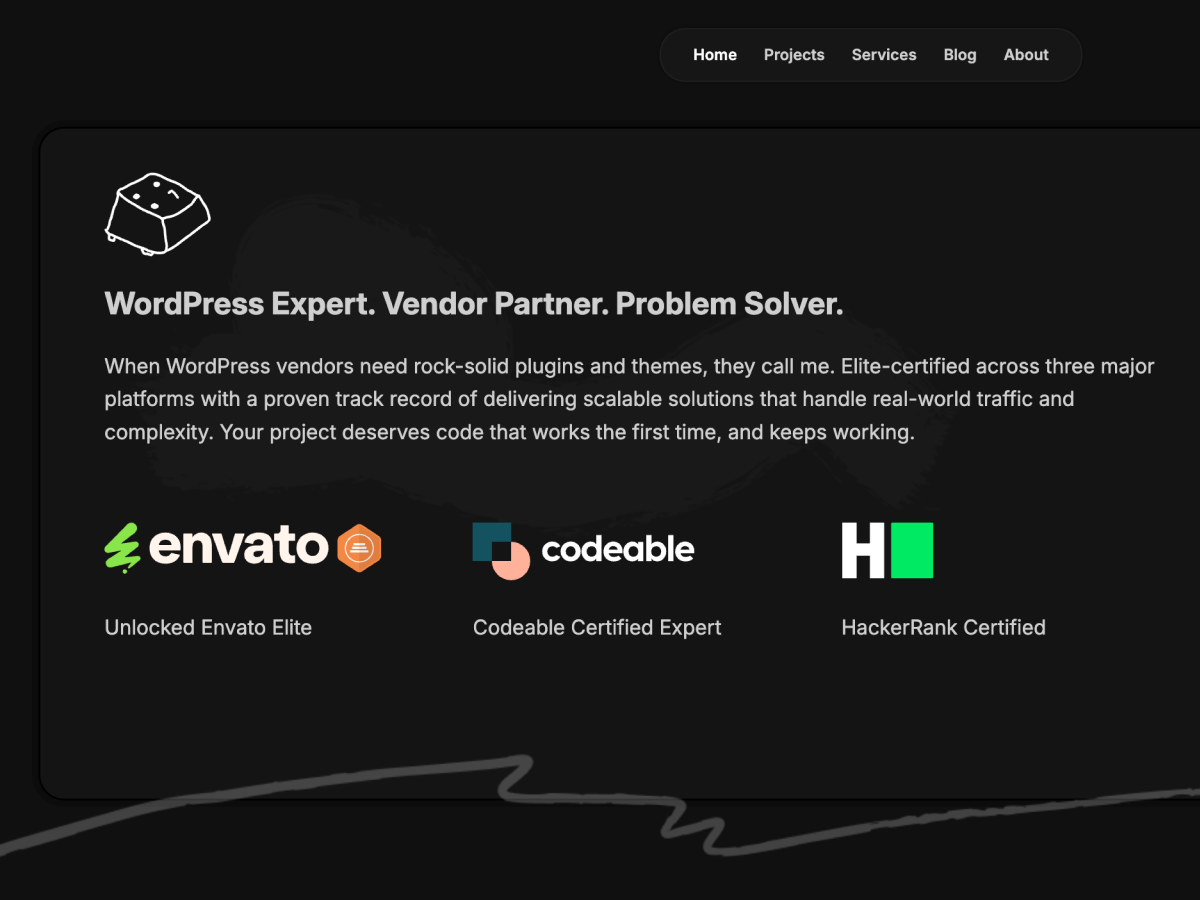 Home Projects Services Blog About
WordPress Expert. Vendor Partner. Problem Solver.
When WordPress vendors need rock-solid plugins and themes, they call me. Elite-certified across three major
platforms with a proven track record of delivering scalable solutions that handle real-world traffic and
complexity. Your project deserves code that works the first time, and keeps working.
envato codeable H
Unlocked Envato Elite Codeable Certified Expert HackerRank Certified